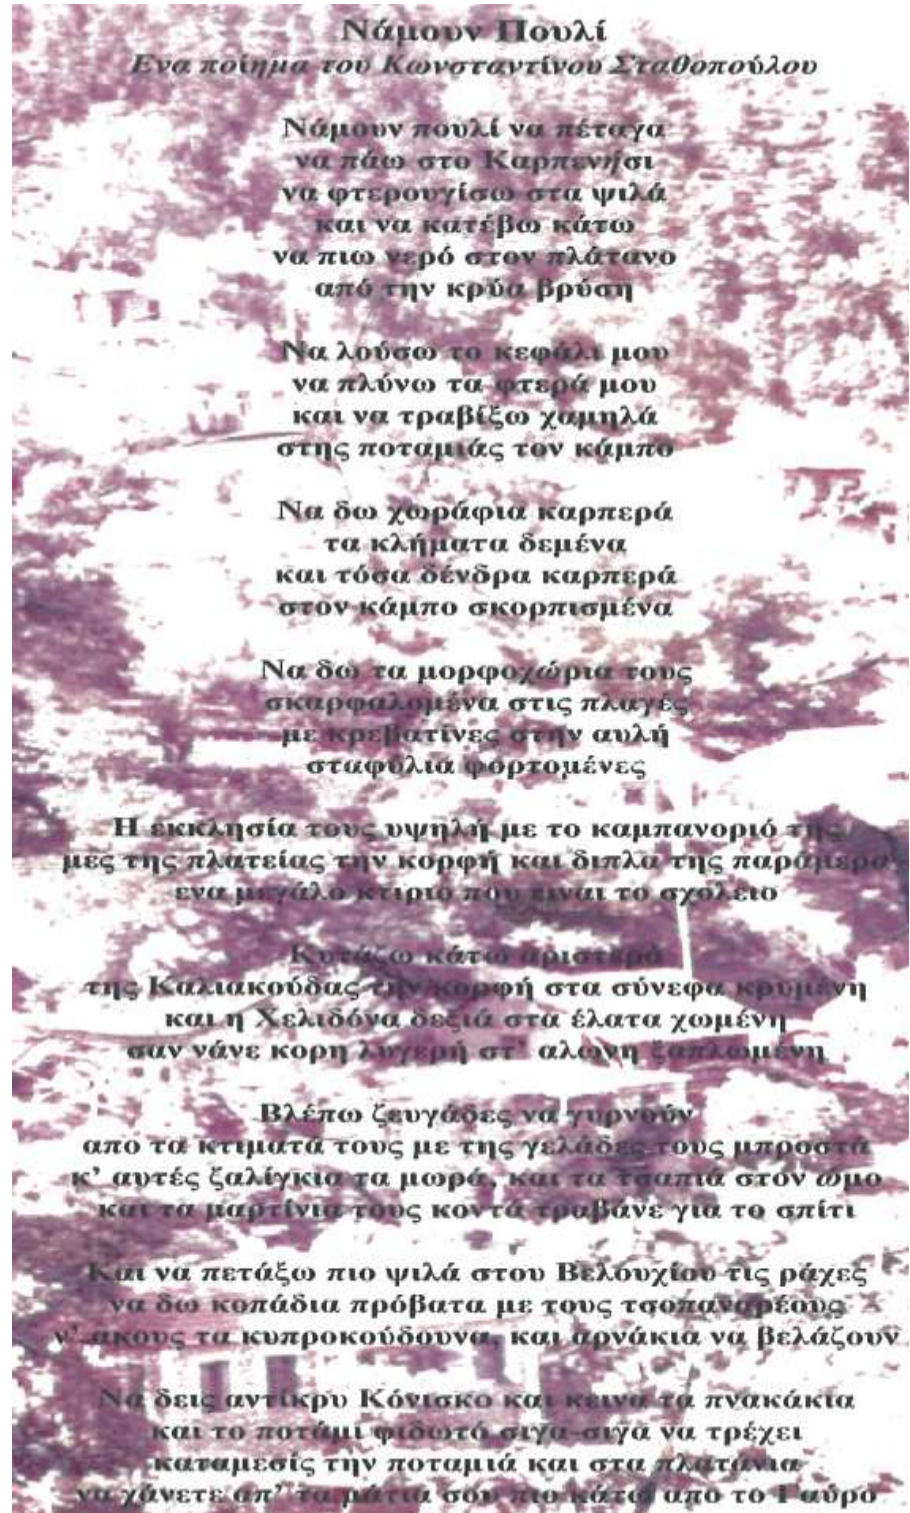 Νάμουν Πουλί
Ενα ποίημα του Κωνσταντίνου Σταθοπούλου
Νάμουν πουλί να πέταγα
να πάω στο Καρπενήσι
να φτερουγίσω στα ψιλά
και να κατέβω κάτω
να πιω νερό στον πλάτανο
από την κρύα βρύση
Να λούσω το κεφάλι μου
να πλύνω τα φτερά μου
και να τραβίξω χαμηλά
στης ποταμιάς τον κάμπο
Να δω χωράφια καρπερά
τα κλήματα δεμένα
και τόσα δένδρα καρπερά
στον κάμπο σκορπισμένα
Να δω τα μορφοχώρια τους
σκαρφαλομένα στις πλαγές
με κρεβατίνες στην αυλή
σταφύλια φορτομένες
Η εκκλησία τους υψηλή με το καμπανοριό της
μες της πλατείας την κορφή και διπλα της παράμερα
ενα μεγάλο κτιριο που ειναι το σχολειο
Κυτάζω κάτω αριστερά
της Καλιακούδας την κορφή στα σύνεφα κρυμένη
και η Χελιδόνα δεξιά στα έλατα χωμένη
σαν νάνε κορη λυγερή στ' αλώνη ξαπλωμένη
Βλέπω ζευγάδες να γυρνούν
απο τα κτιματά τους με της γελάδες τους μπροστα
κ' αυτές ζαλίγκια τα μωρά, και τα τσαπιά στον ώμο
και τα μαρτίνια τους κοντά τραβάνε για το σπίτι
Και να πετάξω πιο ψιλά στου Βελουχίου τις ράχες
να δω κοπάδια πρόβατα με τους τσοπαναρέους
ν' ακους τα κυπροκούδουνα, και αρνάκια να βελάζουν
Να δεις αντίκρυ Κόνισκο και κεινα τα πνακάκια
και το ποτάμι φιδωτό σιγα-σιγα να τρέχει
καταμεσίς την ποταμιά και στα πλατάνια
να χάνετε απ' τα μάτια σου πιο κάτω απο το Γαύρο